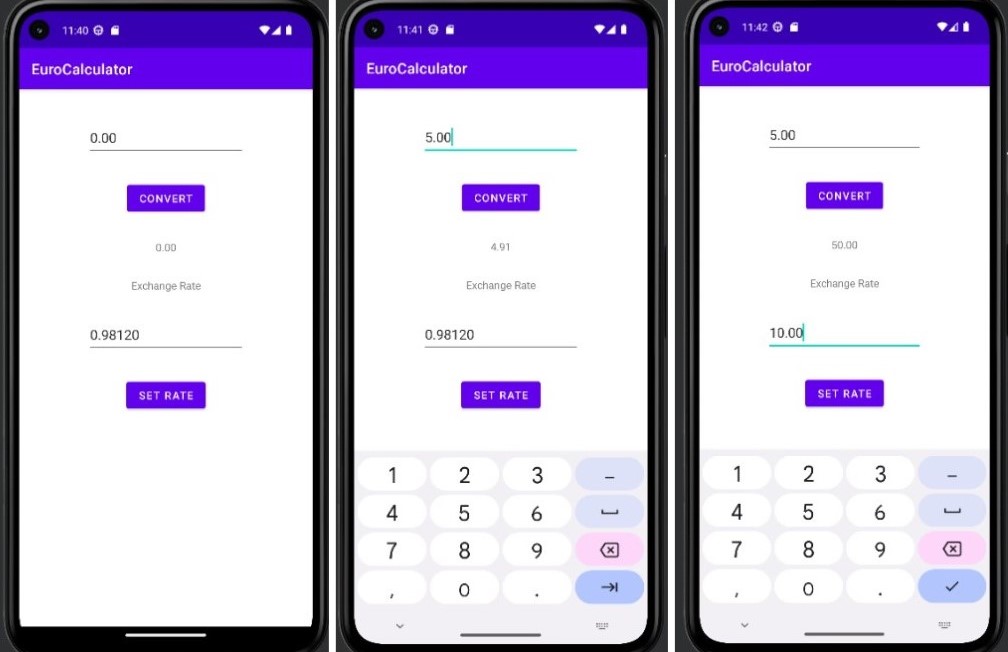 11:40
EuroCalculator
0.00
CONVERT
0.00
Exchange Rate
0.98120
SET RATE
11:41
EuroCalculator
5.00
CONVERT
4.91
Exchange Rate
0.98120
SET RATE
1 2 3 –
4 5 6
7 8 9
, 0 .
11:42
EuroCalculator
5.00
CONVERT
50.00
Exchange Rate
10.00
SET RATE
1 2 3 –
4 5 6
7 8 9
, 0 .